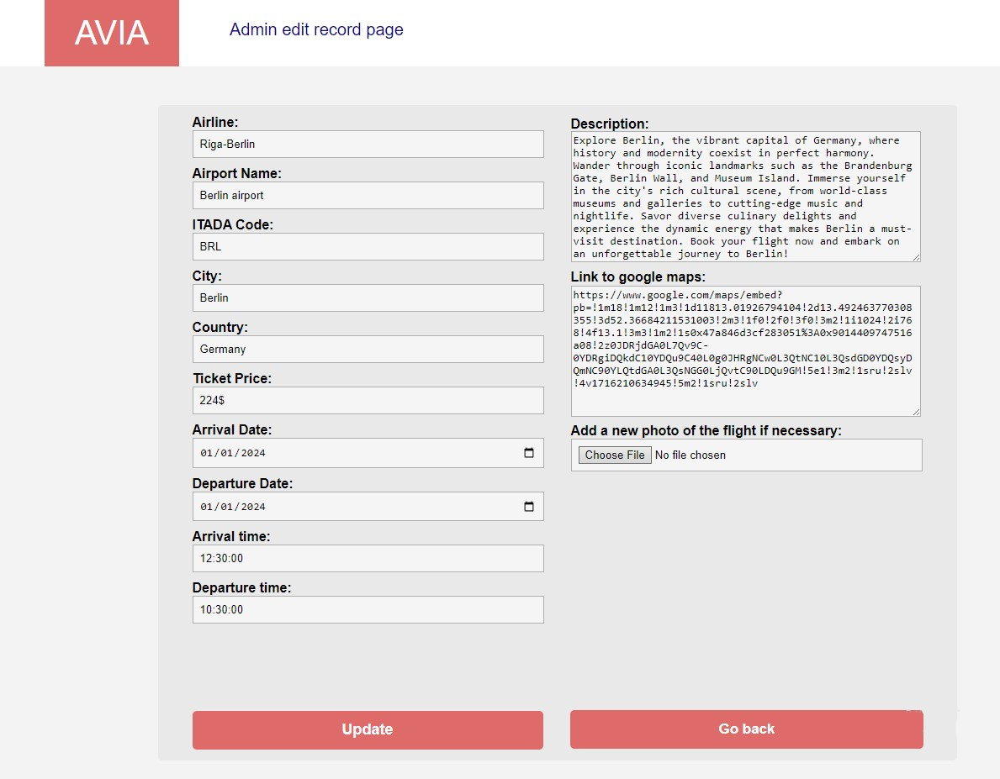 AVIA
Admin edit record page
Airline:
Riga-Berlin
Airport Name:
Berlin airport
ITADA Code:
BRL
City:
Berlin
Country:
Germany
Ticket Price:
224$
Arrival Date:
01/01/2024
Departure Date:
01/01/2024
Arrival time:
12:30:00
Departure time:
10:30:00
Description:
Explore Berlin, the vibrant capital of Germany, where
history and modernity coexist in perfect harmony.
Wander through iconic landmarks such as the Brandenburg
Gate, Berlin Wall, and Museum Island. Immerse yourself
in the city's rich cultural scene, from world-class
museums and galleries to cutting-edge music and
nightlife. Savor diverse culinary delights and
experience the dynamic energy that makes Berlin a must-
visit destination. Book your flight now and embark on
an unforgettable journey to Berlin!
Link to google maps:
https://www.google.com/maps/embed?
pb=!1m18!1m12!1m3!1d11813.01926794104!2d13.492463770308
355!3d52.36684211531003!2m3!1f0!2f0!3f0!3m2!1i1024!2i76
8!4f13.1!3m3!1m2!1s0x47a846d3cf283051%3A0x9014409747516
a08!2z0JDRjdGA0L7Qv9C-
0YDRgiDQkdC10YDQu9C40L0g0JHRgNCw0L3QtNC10L3QsdGD0YDQsyD
QmNC90YLQtdGA0L3QsNGG0LjQvtC90LDQu9GM!5e1!3m2!1sru!2slv
!4v1716210634945!5m2!1sru!2slv
Add a new photo of the flight if necessary:
Choose File No file chosen
Update
Go back